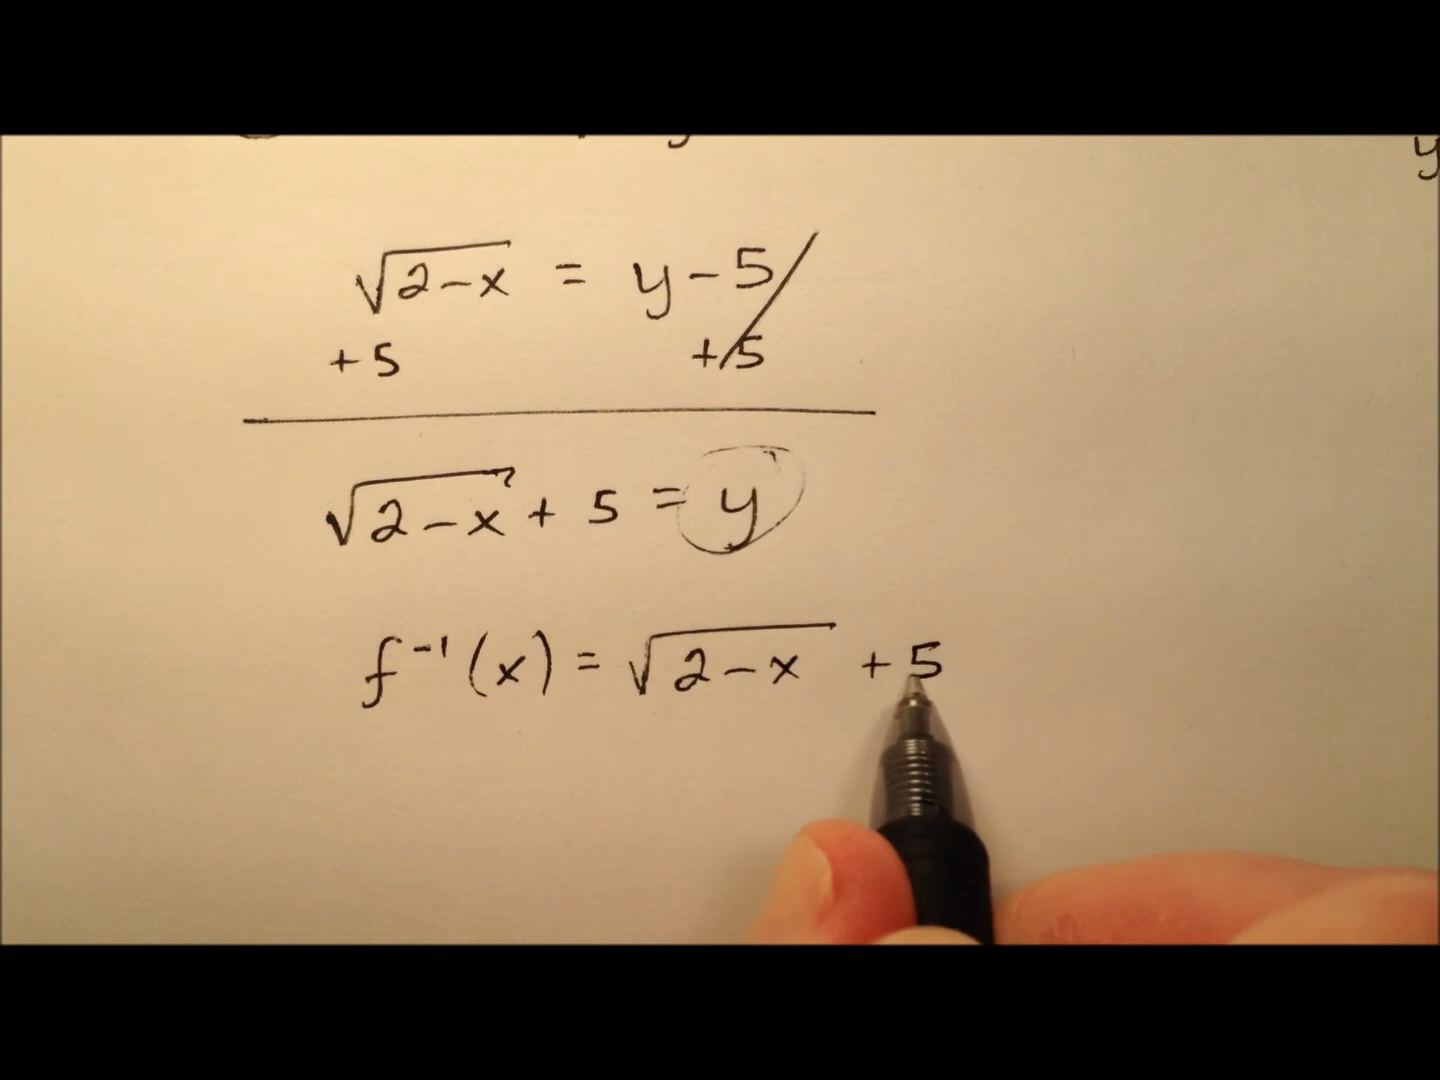 √2-x = y - 5
+5 +5
√2-x + 5 = y
f⁻¹(x) = √2-x + 5